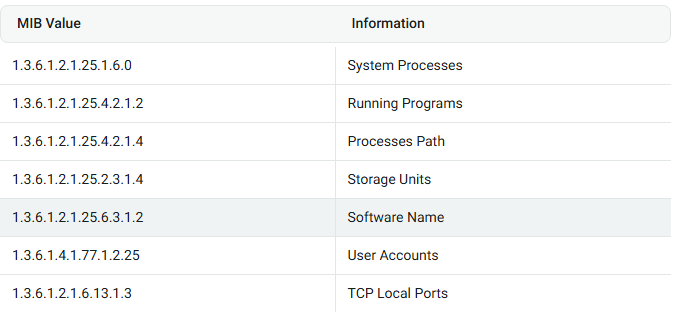 MIB Value Information
1.3.6.1.2.1.25.1.6.0 System Processes
1.3.6.1.2.1.25.4.2.1.2 Running Programs
1.3.6.1.2.1.25.4.2.1.4 Processes Path
1.3.6.1.2.1.25.2.3.1.4 Storage Units
1.3.6.1.2.1.25.6.3.1.2 Software Name
1.3.6.1.4.1.77.1.2.25 User Accounts
1.3.6.1.2.1.6.13.1.3 TCP Local Ports